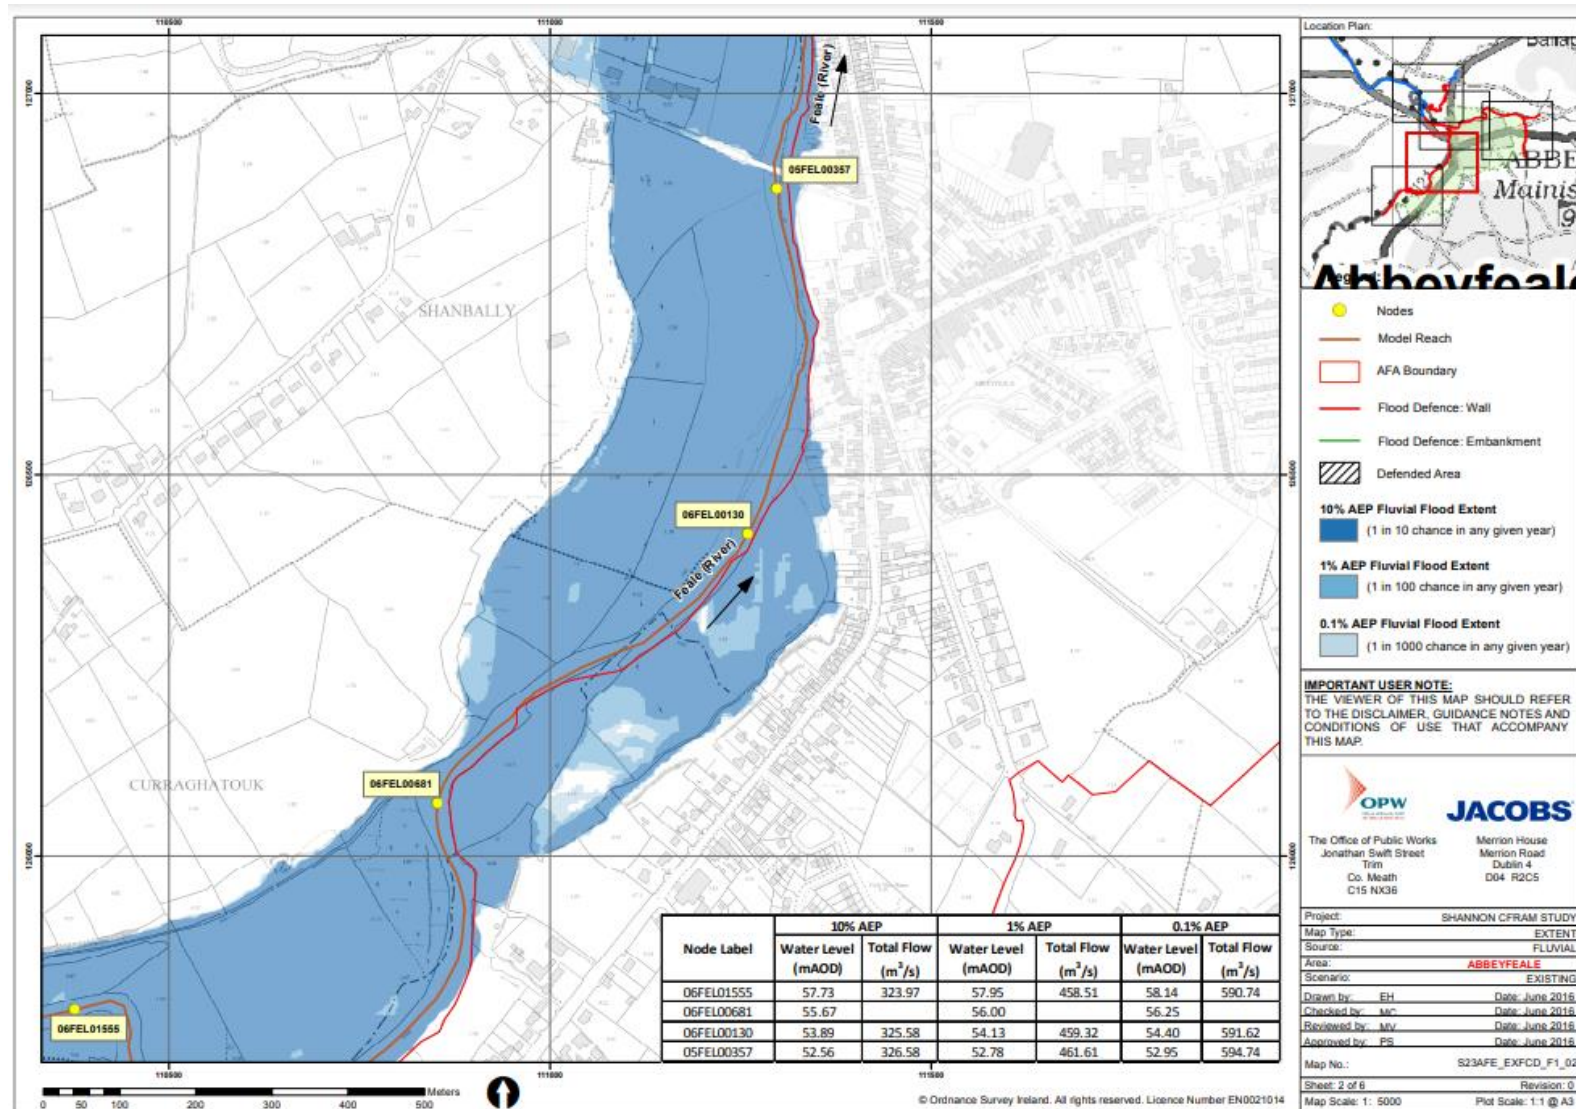 110500
111000
111500
127000
127000
126500
126500
126000
126000
110500
111000
111500
Feale (River)
05FEL00357
SHANBALLY
06FEL00130
Feale (River)
06FEL00681
CURRAGHATOUK
06FEL01555
Node Label 10% AEP 1% AEP 0.1% AEP
Water Level (mAOD) Total Flow (m³/s) Water Level (mAOD) Total Flow (m³/s) Water Level (mAOD) Total Flow (m³/s)
06FEL01555 57.73 323.97 57.95 458.51 58.14 590.74
06FEL00681 55.67 56.00 56.25
06FEL00130 53.89 325.58 54.13 459.32 54.40 591.62
05FEL00357 52.56 326.58 52.78 461.61 52.95 594.74
Meters
0 50 100 200 300 400 500
© Ordnance Survey Ireland. All rights reserved. Licence Number EN0021014
Location Plan:
ABBE
Mainis
9
Abbeyfeale
Nodes
Model Reach
AFA Boundary
Flood Defence: Wall
Flood Defence: Embankment
Defended Area
10% AEP Fluvial Flood Extent
(1 in 10 chance in any given year)
1% AEP Fluvial Flood Extent
(1 in 100 chance in any given year)
0.1% AEP Fluvial Flood Extent
(1 in 1000 chance in any given year)
IMPORTANT USER NOTE:
THE VIEWER OF THIS MAP SHOULD REFER
TO THE DISCLAIMER, GUIDANCE NOTES AND
CONDITIONS OF USE THAT ACCOMPANY
THIS MAP.
OPW
JACOBS
The Office of Public Works
Jonathan Swift Street
Trim
Co. Meath
C15 NX36
Merrion House
Merrion Road
Dublin 4
D04 R2C5
Project: SHANNON CFRAM STUDY
Map Type: EXTENT
Source: FLUVIAL
Area: ABBEYFEALE
Scenario: EXISTING
Drawn by: EH Date: June 2016
Checked by: MC Date: June 2016
Reviewed by: MV Date: June 2016
Approved by: PS Date: June 2016
Map No.: S23AFE_EXFCD_F1_02
Sheet: 2 of 6 Revision: 0
Map Scale: 1: 5000 Plot Scale: 1:1 @ A3